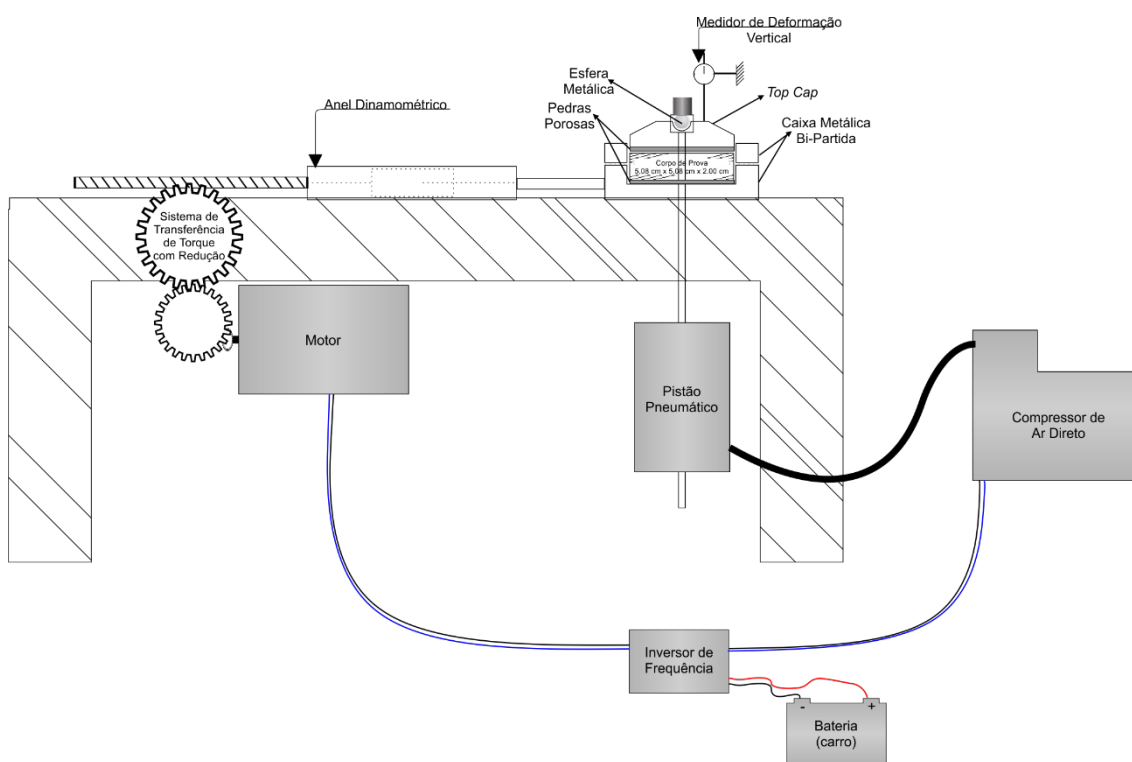 Medidor de Deformação
Vertical
Esfera
Metálica
Top Cap
Anel Dinamométrico
Pedras
Porosas
Caixa Metálica
Bi-Partida
Corpo de Prova
5,08 cm x 5,08 cm x 2.00 cm
Sistema de
Transferência
de Torque
com Redução
Motor
Pistão
Pneumático
Compressor de
Ar Direto
Inversor de
Frequência
- +
Bateria
(carro)